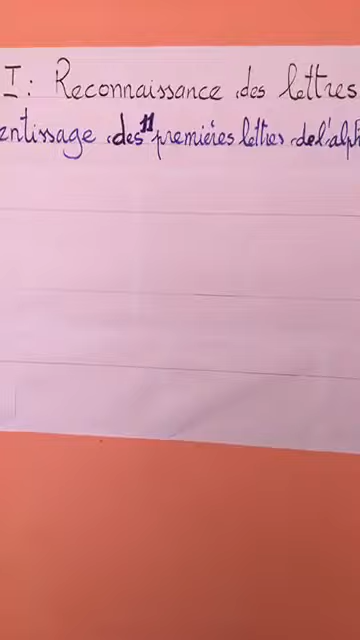 I: Reconnaissance des lettres
entissage des 11 premières lettres de l'alph